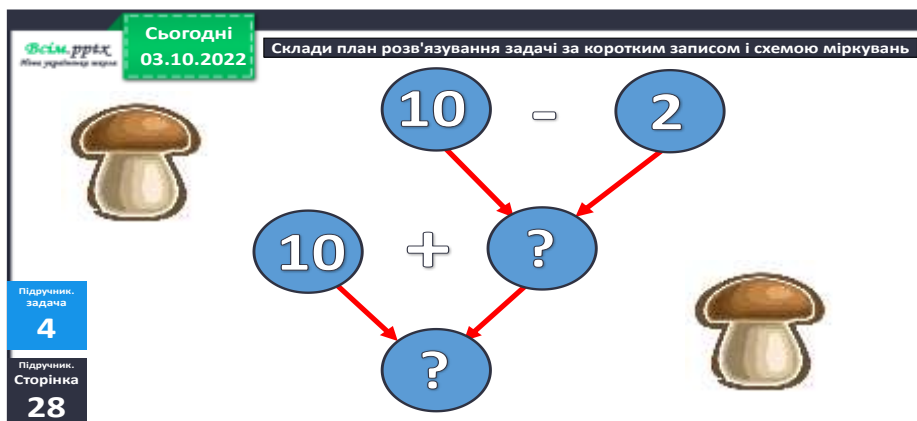 Всім.pptx
Нова українська школа
Сьогодні
03.10.2022
Склади план розв'язування задачі за коротким записом і схемою міркувань
10 - 2
10 + ?
?
Підручник.
задача
4
Підручник.
Сторінка
28